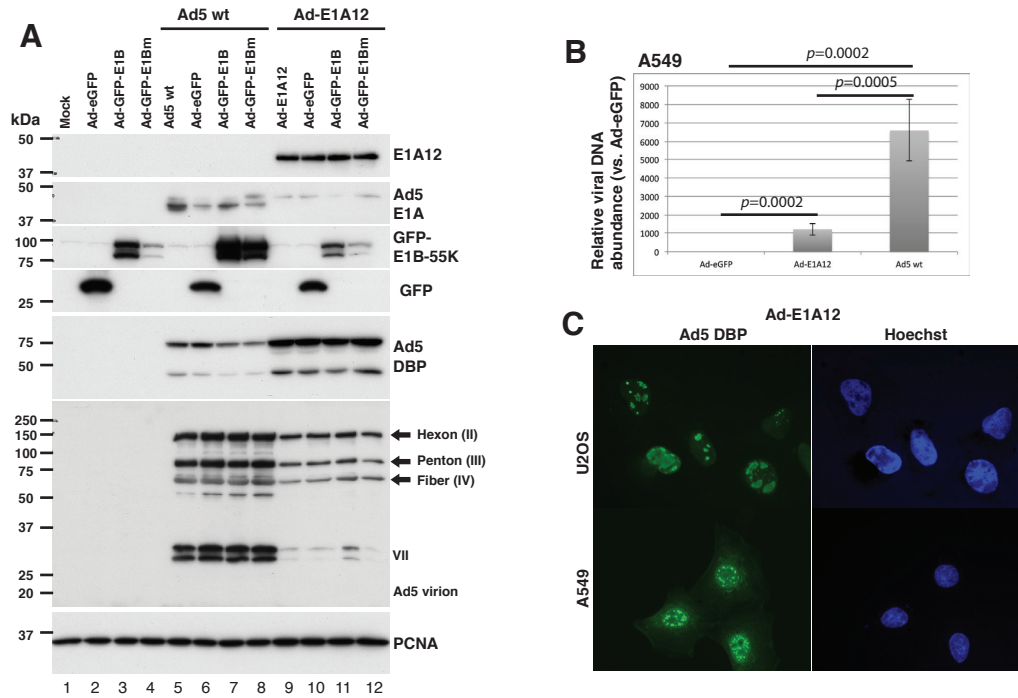 A
Ad5 wt
Ad-E1A12
kDa
Mock
Ad-eGFP
Ad-GFP-E1B
Ad-GFP-E1Bm
Ad5 wt
Ad-eGFP
Ad-GFP-E1B
Ad-GFP-E1Bm
Ad-E1A12
Ad-eGFP
Ad-GFP-E1B
Ad-GFP-E1Bm
50
37
E1A12
50
37
Ad5
E1A
100
75
GFP-
E1B-55K
25
GFP
75
50
Ad5
DBP
250
150
100
75
50
37
25
20
Hexon (II)
Penton (III)
Fiber (IV)
VII
Ad5 virion
37
PCNA
1 2 3 4 5 6 7 8 9 10 11 12
B
A549
p=0.0002
p=0.0005
p=0.0002
Relative viral DNA
abundance (vs. Ad-eGFP)
9000
8000
7000
6000
5000
4000
3000
2000
1000
0
Ad-eGFP
Ad-E1A12
Ad5 wt
C
Ad-E1A12
Ad5 DBP
Hoechst
U2OS
A549